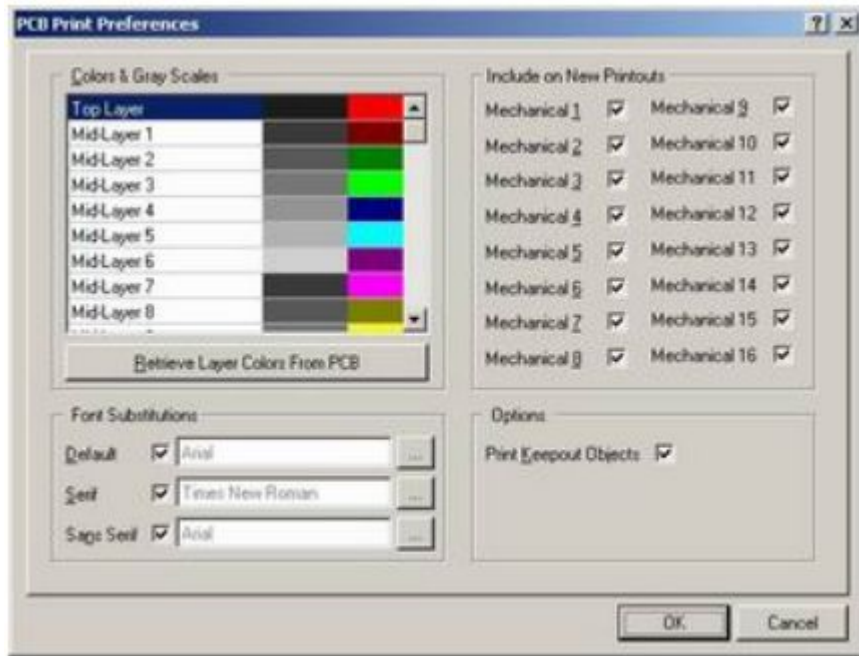 PCB Print Preferences
Colors & Gray Scales
Top Layer
Mid-Layer 1
Mid-Layer 2
Mid-Layer 3
Mid-Layer 4
Mid-Layer 5
Mid-Layer 6
Mid-Layer 7
Mid-Layer 8
Retrieve Layer Colors From PCB
Include on New Printouts
Mechanical 1
Mechanical 9
Mechanical 2
Mechanical 10
Mechanical 3
Mechanical 11
Mechanical 4
Mechanical 12
Mechanical 5
Mechanical 13
Mechanical 6
Mechanical 14
Mechanical 7
Mechanical 15
Mechanical 8
Mechanical 16
Font Substitutions
Default Arial ...
Serif Times New Roman ...
Sans Serif Arial ...
Options
Print Keepout Objects
OK Cancel